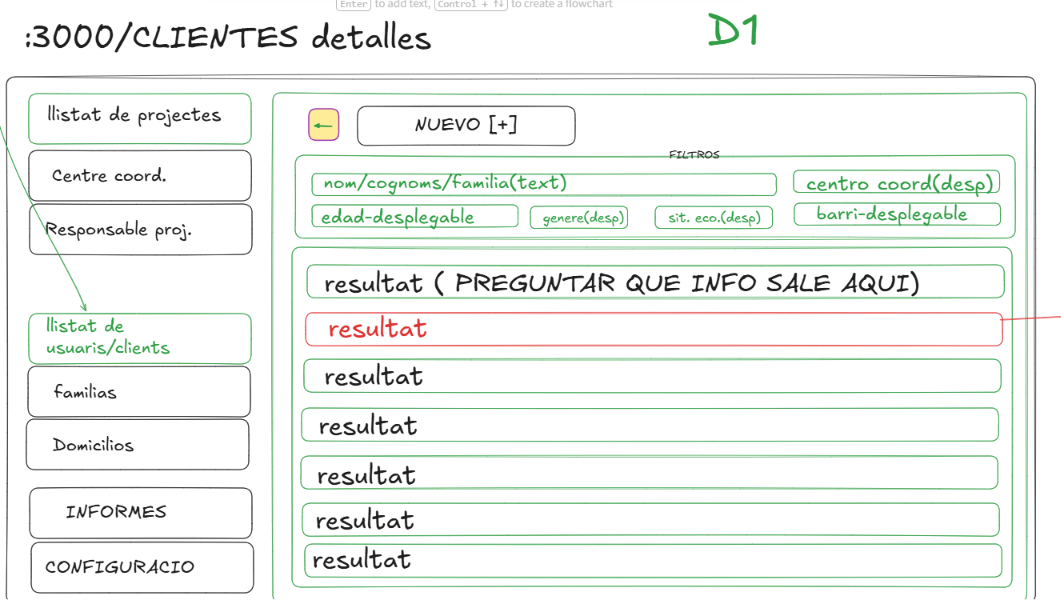 Enter to add text, Control + ↑↓ to create a flowchart
:3000/CLIENTES detalles
D1
llistat de projectes
Centre coord.
Responsable proj.
llistat de
usuaris/clients
familias
Domicilios
INFORMES
CONFIGURACIO
←
NUEVO [+]
FILTROS
nom/cognoms/familia(text)
centro coord(desp)
edad-desplegable
genere(desp)
sit. eco.(desp)
barri-desplegable
resultat ( PREGUNTAR QUE INFO SALE AQUI)
resultat
resultat
resultat
resultat
resultat
resultat